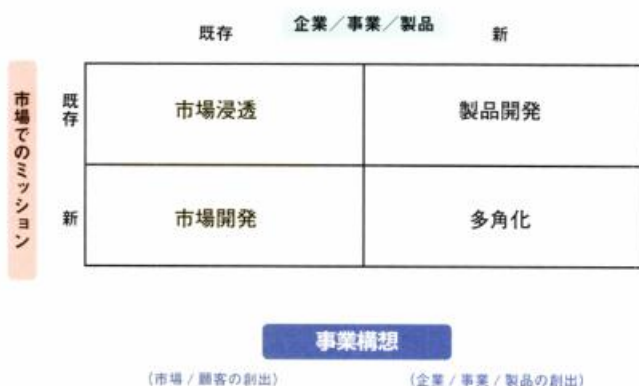 企業／事業／製品
既存
新
市場でのミッション
既存
市場浸透
製品開発
新
市場開発
多角化
事業構想
(市場 / 顧客の創出)
(企業 / 事業 / 製品の創出)